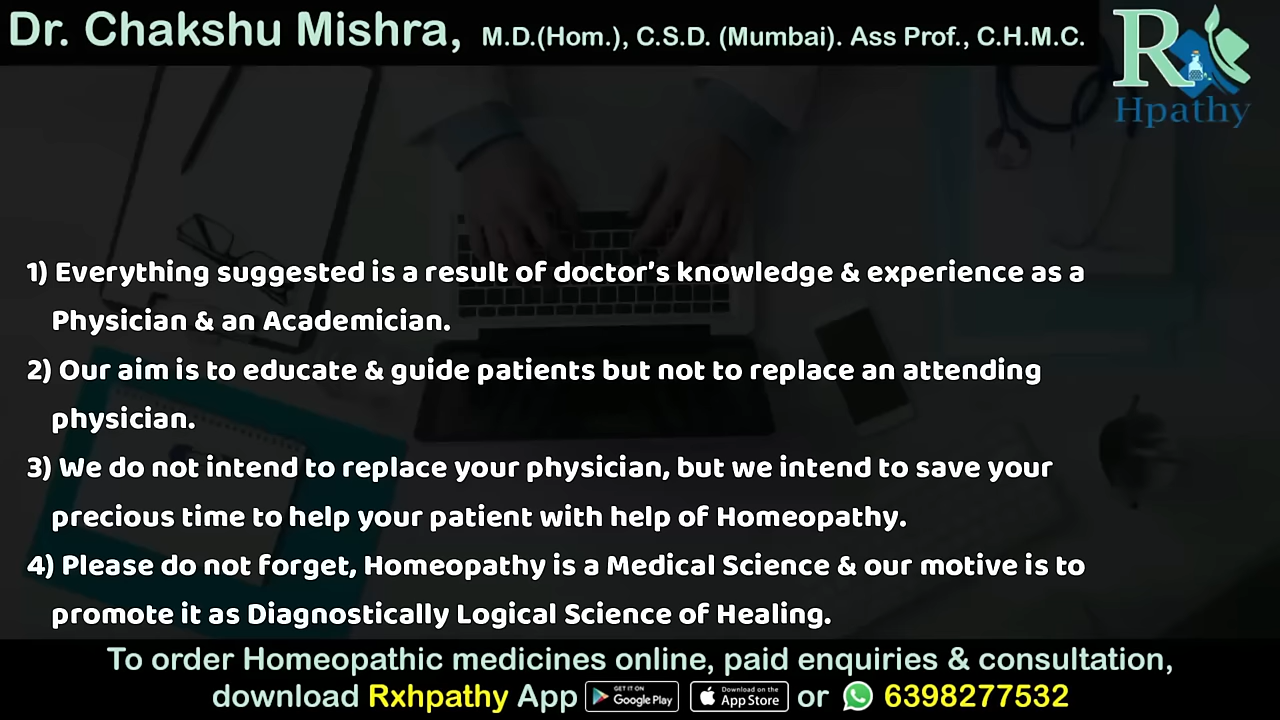 Dr. Chakshu Mishra, M.D.(Hom.), C.S.D. (Mumbai). Ass Prof., C.H.M.C.
Rx
Hpathy
1) Everything suggested is a result of doctor's knowledge & experience as a
Physician & an Academician.
2) Our aim is to educate & guide patients but not to replace an attending
physician.
3) We do not intend to replace your physician, but we intend to save your
precious time to help your patient with help of Homeopathy.
4) Please do not forget, Homeopathy is a Medical Science & our motive is to
promote it as Diagnostically Logical Science of Healing.
To order Homeopathic medicines online, paid enquiries & consultation,
download Rxhpathy App GET IT ON Google Play Download on the App Store or 6398277532